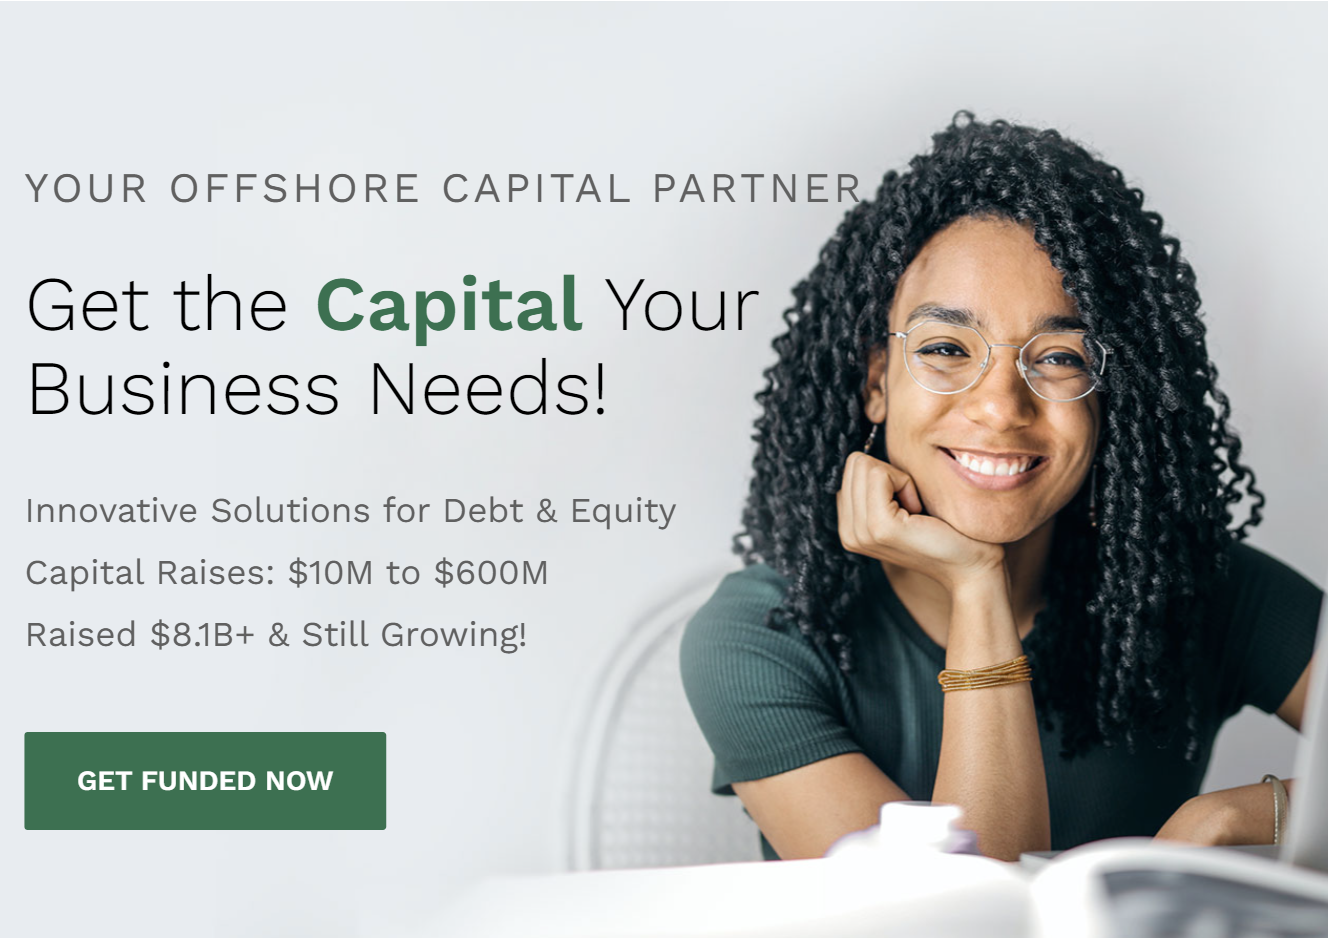 YOUR OFFSHORE CAPITAL PARTNER
Get the Capital Your
Business Needs!
Innovative Solutions for Debt & Equity
Capital Raises: $10M to $600M
Raised $8.1B+ & Still Growing!
GET FUNDED NOW